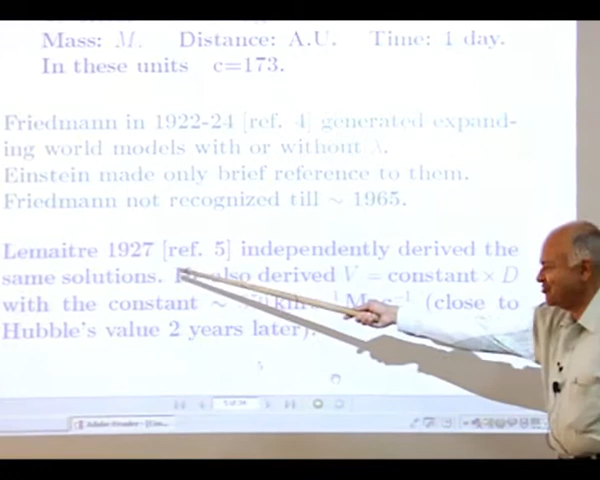 Mass: M. Distance: A.U. Time: 1 day.
In these units c=173.
Friedmann in 1922-24 [ref. 4] generated expand-
ing world models with or without Λ.
Einstein made only brief reference to them.
Friedmann not recognized till ~ 1965.
Lemaitre 1927 [ref. 5] independently derived the
same solutions. also derived V = constant × D
with the constant ~ (close to
Hubble's value 2 years later).